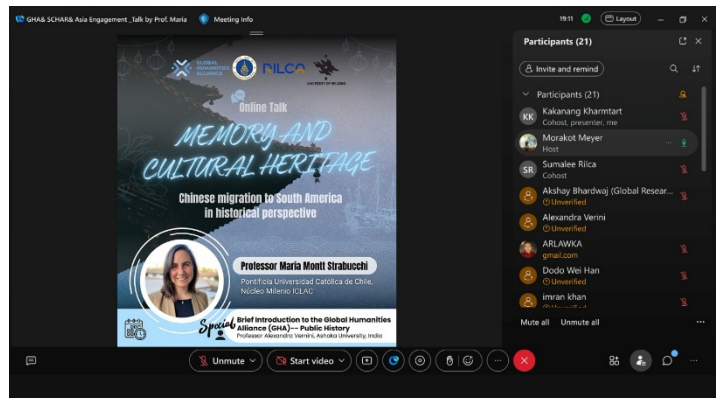 GHA& SCHAR& Asia Engagement _Talk by Prof. Maria
Meeting Info
19:11
Layout
GLOBAL
HUMANITIES
ALLIANCE
RILCA
Online Talk
MEMORY AND
CULTURAL HERITAGE
Chinese migration to South America
in historical perspective
Professor Maria Montt Strabucchi
Pontificia Universidad Católica de Chile,
Núcleo Milenio ICLAC
Special
Brief Introduction to the Global Humanities
Alliance (GHA)-- Public History
Professor Alexandra Verrini, Ashoka University, India
Participants (21)
Invite and remind
Participants (21)
KK
Kakanang Kharmtart
Cohost, presenter, me
Morakot Meyer
Host
SR
Sumalee Rilca
Cohost
Akshay Bhardwaj (Global Resear...
Unverified
Alexandra Verini
Unverified
ARLAWKA
gmail.com
Dodo Wei Han
Unverified
imran khan
Mute all
Unmute all
Unmute
Start video